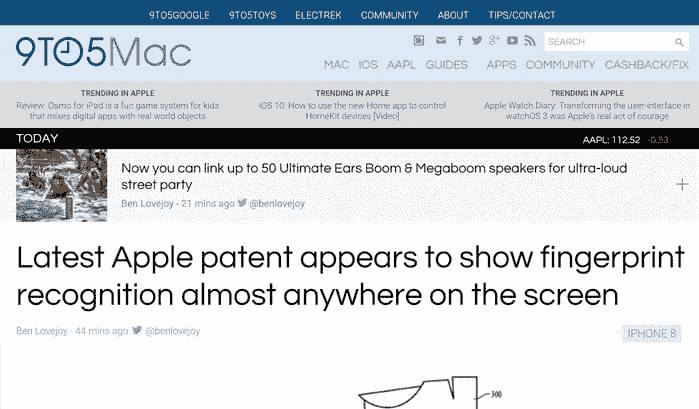 9TO5GOOGLE 9TO5TOYS ELECTREK COMMUNITY ABOUT TIPS/CONTACT
9TO5Mac
SEARCH
MAC IOS AAPL GUIDES APPS COMMUNITY CASHBACK/FIX
TRENDING IN APPLE
Review: Osmo for iPad is a fun game system for kids
that mixes digital apps with real world objects
TRENDING IN APPLE
iOS 10: How to use the new Home app to control
HomeKit devices [Video]
TRENDING IN APPLE
Apple Watch Diary: Transforming the user-interface in
watchOS 3 was Apple's real act of courage
TODAY
AAPL: 112.52 -0.53
Now you can link up to 50 Ultimate Ears Boom & Megaboom speakers for ultra-loud
street party
Ben Lovejoy - 21 mins ago @benlovejoy
Latest Apple patent appears to show fingerprint
recognition almost anywhere on the screen
Ben Lovejoy - 44 mins ago @benlovejoy
IPHONE 8
300